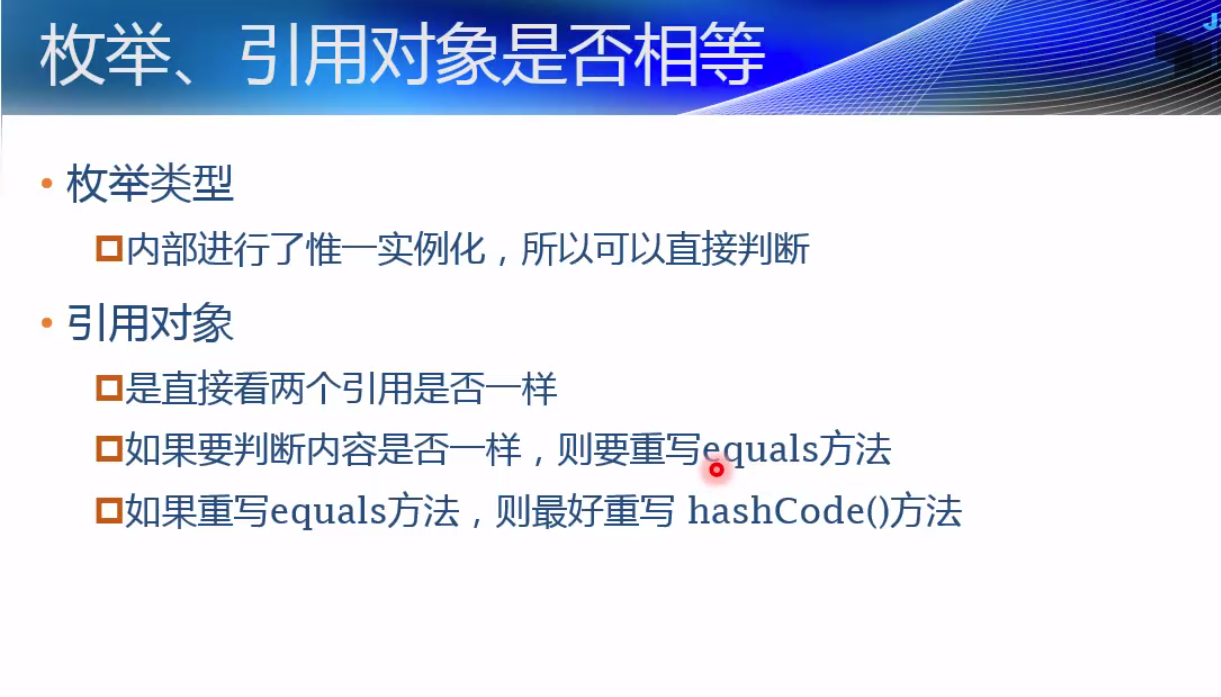 枚举、引用对象是否相等
• 枚举类型
内部进行了惟一实例化，所以可以直接判断
• 引用对象
是直接看两个引用是否一样
如果要判断内容是否一样，则要重写equals方法
如果重写equals方法，则最好重写 hashCode()方法